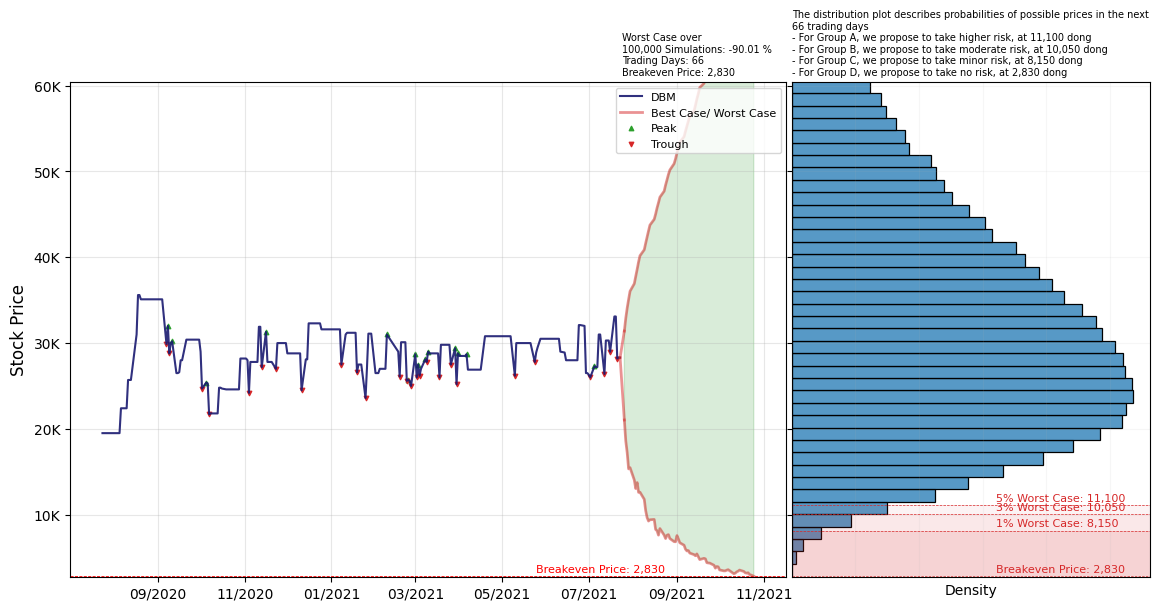 The distribution plot describes probabilities of possible prices in the next
66 trading days
- For Group A, we propose to take higher risk, at 11,100 dong
- For Group B, we propose to take moderate risk, at 10,050 dong
- For Group C, we propose to take minor risk, at 8,150 dong
- For Group D, we propose to take no risk, at 2,830 dong
Worst Case over
100,000 Simulations: -90.01 %
Trading Days: 66
Breakeven Price: 2,830
DBM
Best Case/ Worst Case
Peak
Trough
Stock Price
60K
50K
40K
30K
20K
10K
Breakeven Price: 2,830
09/2020
11/2020
01/2021
03/2021
05/2021
07/2021
09/2021
11/2021
5% Worst Case: 11,100
3% Worst Case: 10,050
1% Worst Case: 8,150
Breakeven Price: 2,830
Density